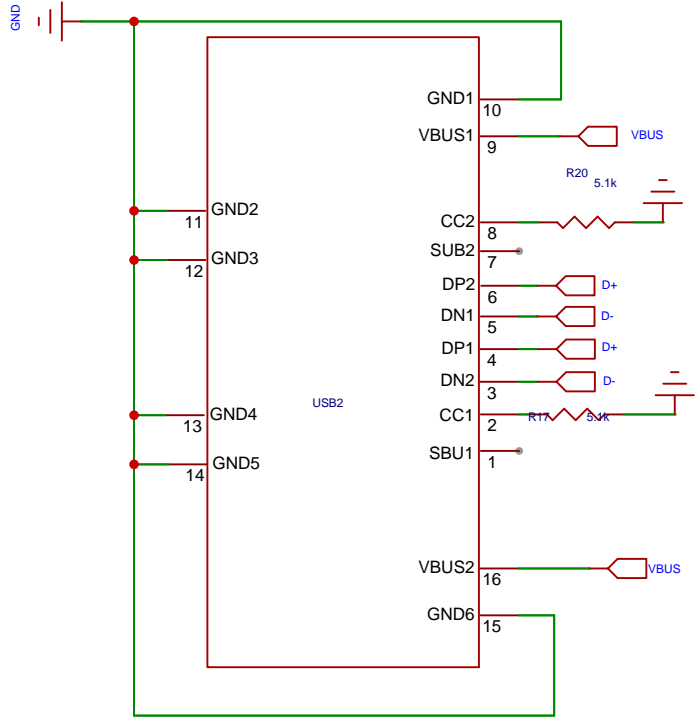 GND
GND1
10
VBUS1
9
VBUS
R20
5.1k
GND2
11
CC2
8
SUB2
7
GND3
12
DP2
6
D+
DN1
5
D-
DP1
4
D+
DN2
3
D-
USB2
GND4
13
CC1
2
R17
5.1k
SBU1
1
GND5
14
VBUS2
16
VBUS
GND6
15